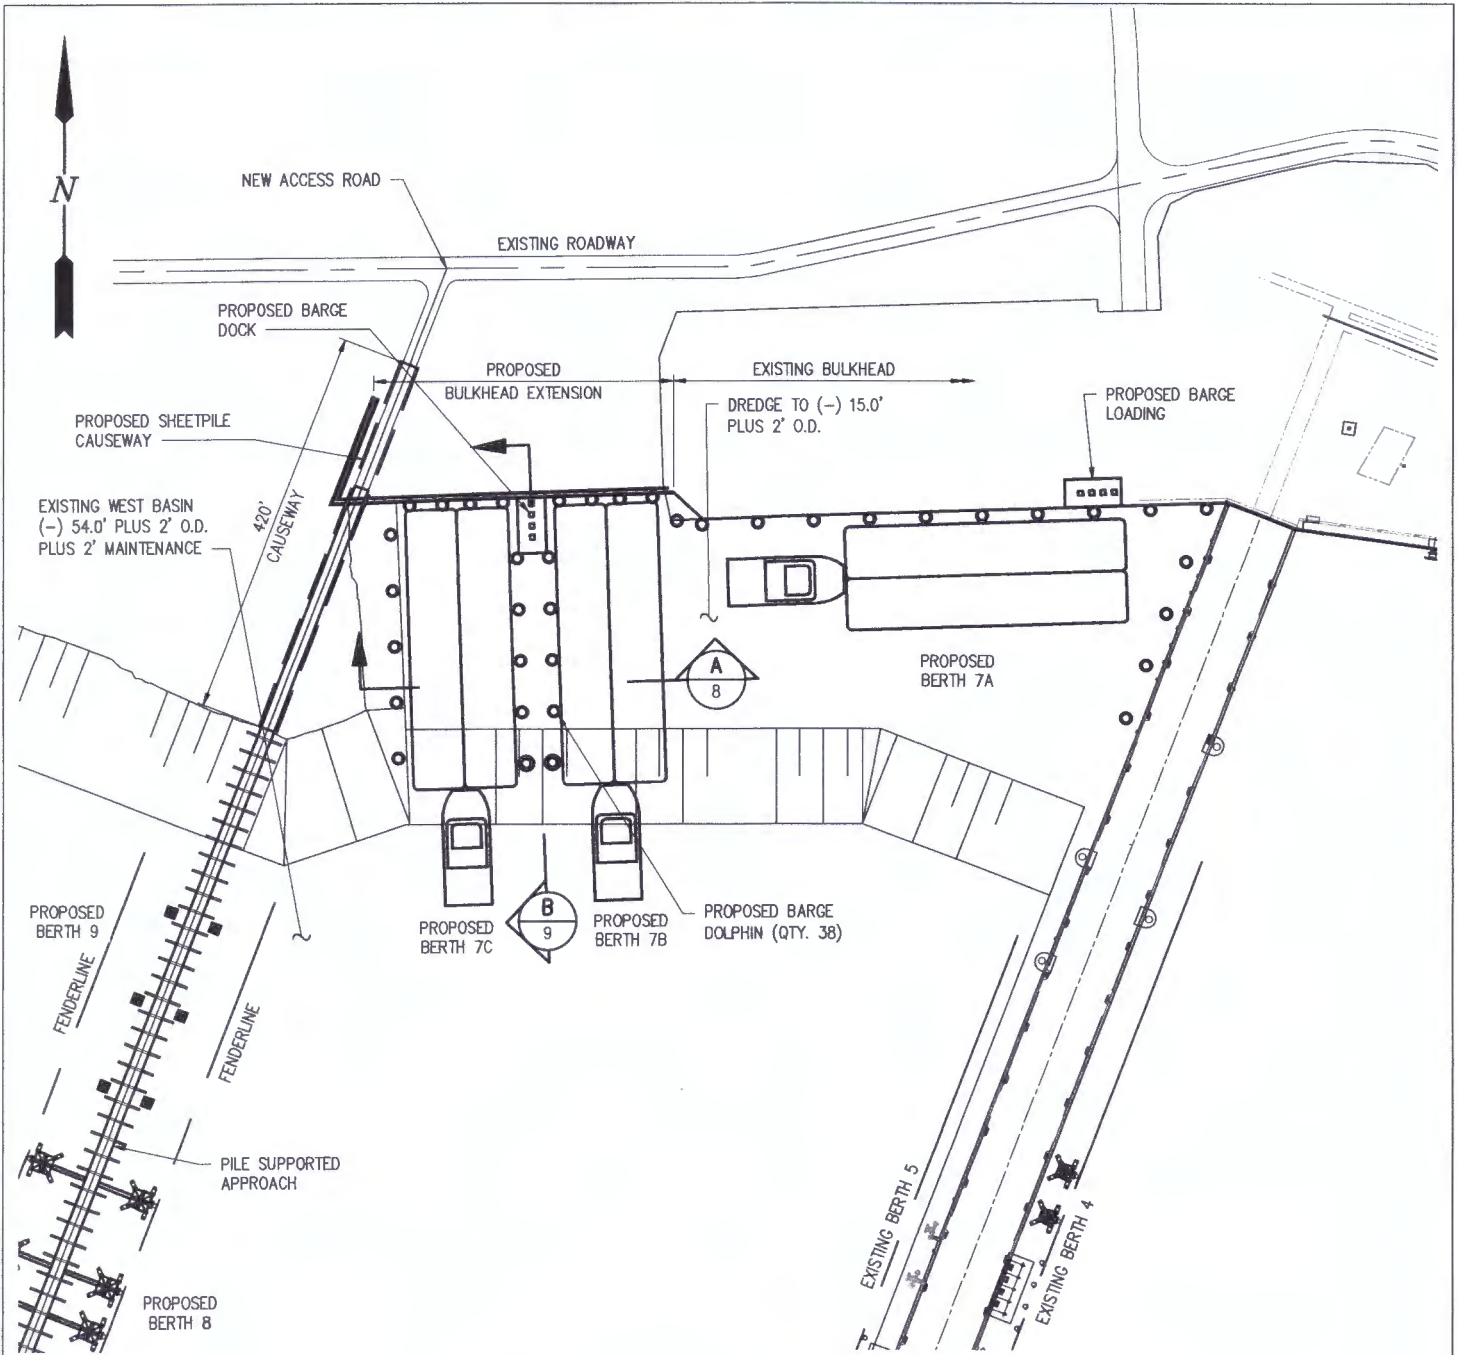 N
NEW ACCESS ROAD
EXISTING ROADWAY
PROPOSED BARGE
DOCK
PROPOSED
BULKHEAD EXTENSION
EXISTING BULKHEAD
DREDGE TO (-) 15.0'
PLUS 2' O.D.
PROPOSED BARGE
LOADING
PROPOSED SHEETPILE
CAUSEWAY
EXISTING WEST BASIN
(-) 54.0' PLUS 2' O.D.
PLUS 2' MAINTENANCE
420'
CAUSEWAY
A
8
PROPOSED
BERTH 7A
PROPOSED
BERTH 9
PROPOSED
BERTH 7C
B
9
PROPOSED
BERTH 7B
PROPOSED BARGE
DOLPHIN (QTY. 38)
FENDERLINE
FENDERLINE
PILE SUPPORTED
APPROACH
PROPOSED
BERTH 8
EXISTING BERTH 5
EXISTING BERTH 4